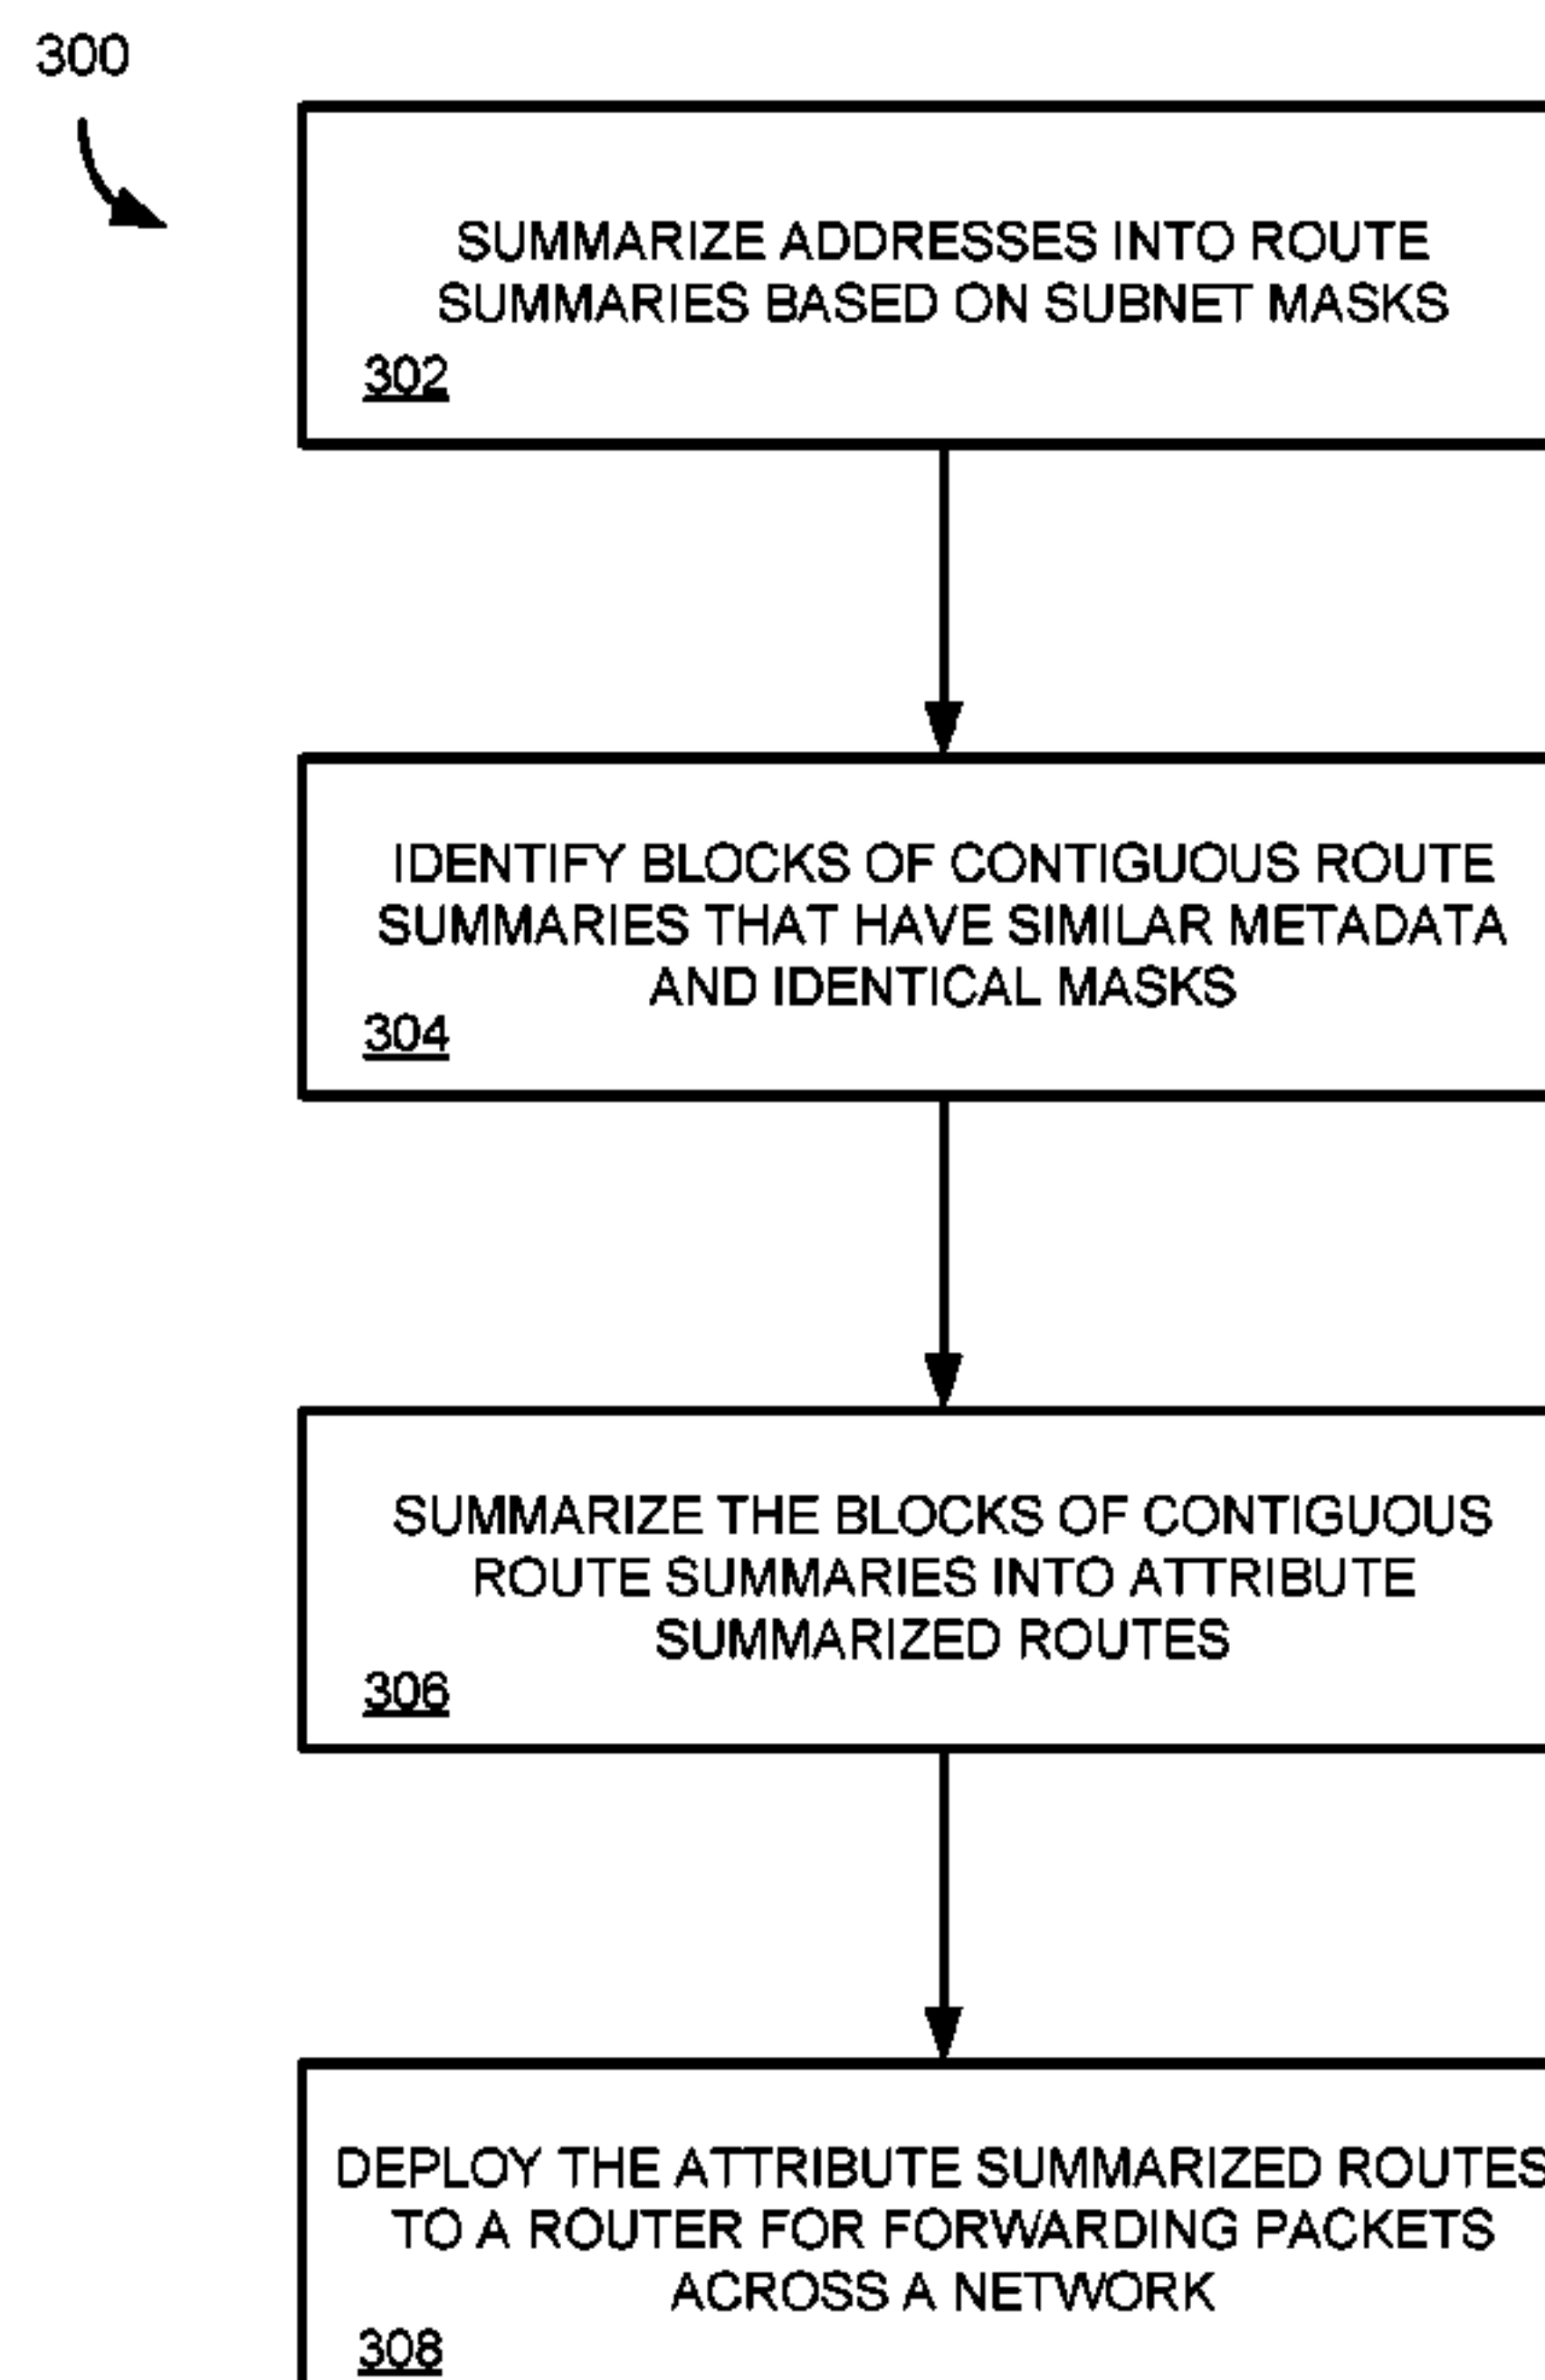 300
SUMMARIZE ADDRESSES INTO ROUTE
SUMMARIES BASED ON SUBNET MASKS
302
IDENTIFY BLOCKS OF CONTIGUOUS ROUTE
SUMMARIES THAT HAVE SIMILAR METADATA
AND IDENTICAL MASKS
304
SUMMARIZE THE BLOCKS OF CONTIGUOUS
ROUTE SUMMARIES INTO ATTRIBUTE
SUMMARIZED ROUTES
306
DEPLOY THE ATTRIBUTE SUMMARIZED ROUTES
TO A ROUTER FOR FORWARDING PACKETS
ACROSS A NETWORK
308